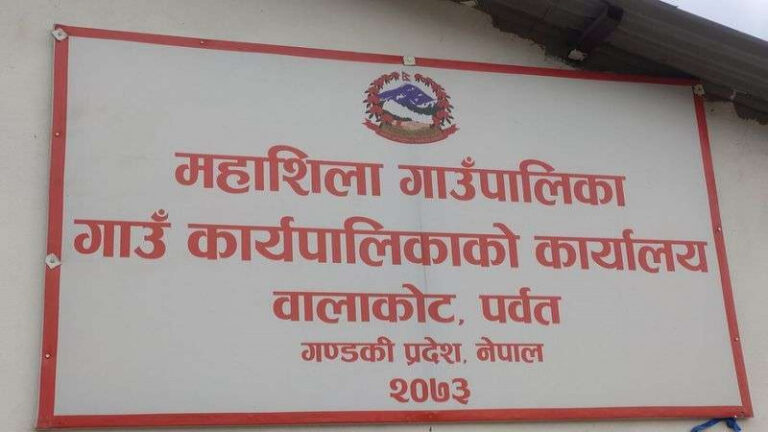 महाशिला गाउँपालिका
गाउँ कार्यपालिकाको कार्यालय
वालाकोट, पर्वत
गण्डकी प्रदेश, नेपाल
२०७३